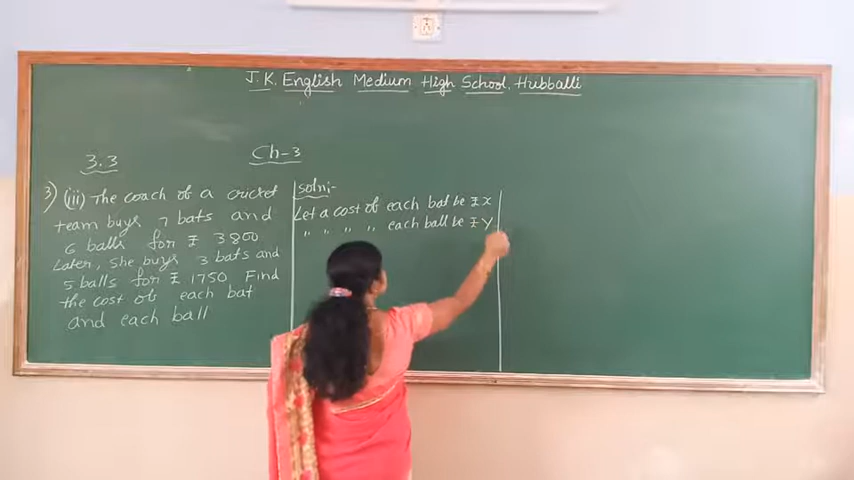 J.K. English Medium High School, Hubballi
3.3
Ch-3
3) (iii) The coach of a cricket
team buys 7 bats and
6 balls for ₹ 3800
Later, she buys 3 bats and
5 balls for ₹ 1750 Find
the cost of each bat
and each ball
Soln:-
Let a cost of each bat be ₹ x
" " " " each ball be ₹ y